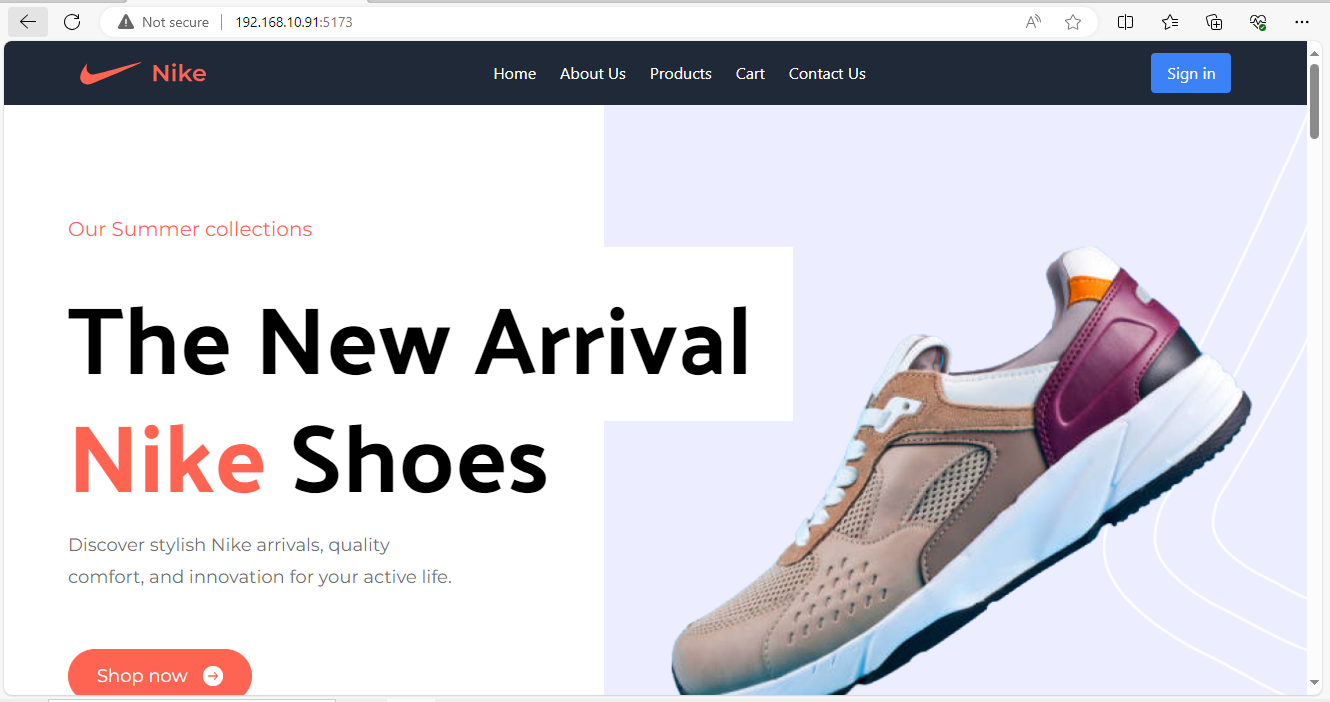 Not secure 192.168.10.91:5173
Nike Home About Us Products Cart Contact Us Sign in
Our Summer collections
The New Arrival
Nike Shoes
Discover stylish Nike arrivals, quality
comfort, and innovation for your active life.
Shop now